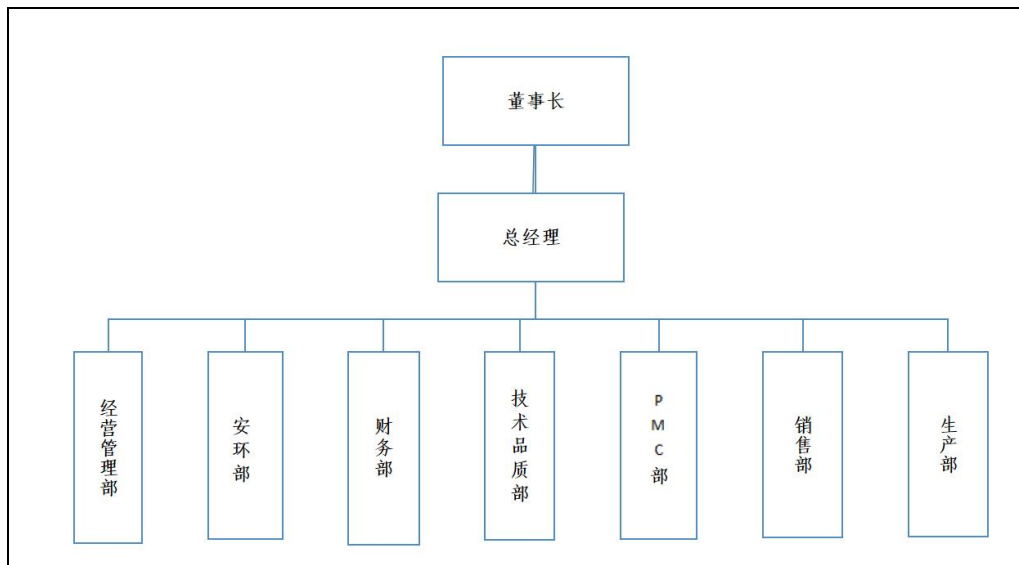 董事长
总经理
经营管理部
安环部
财务部
技术品质部
PMC部
销售部
生产部